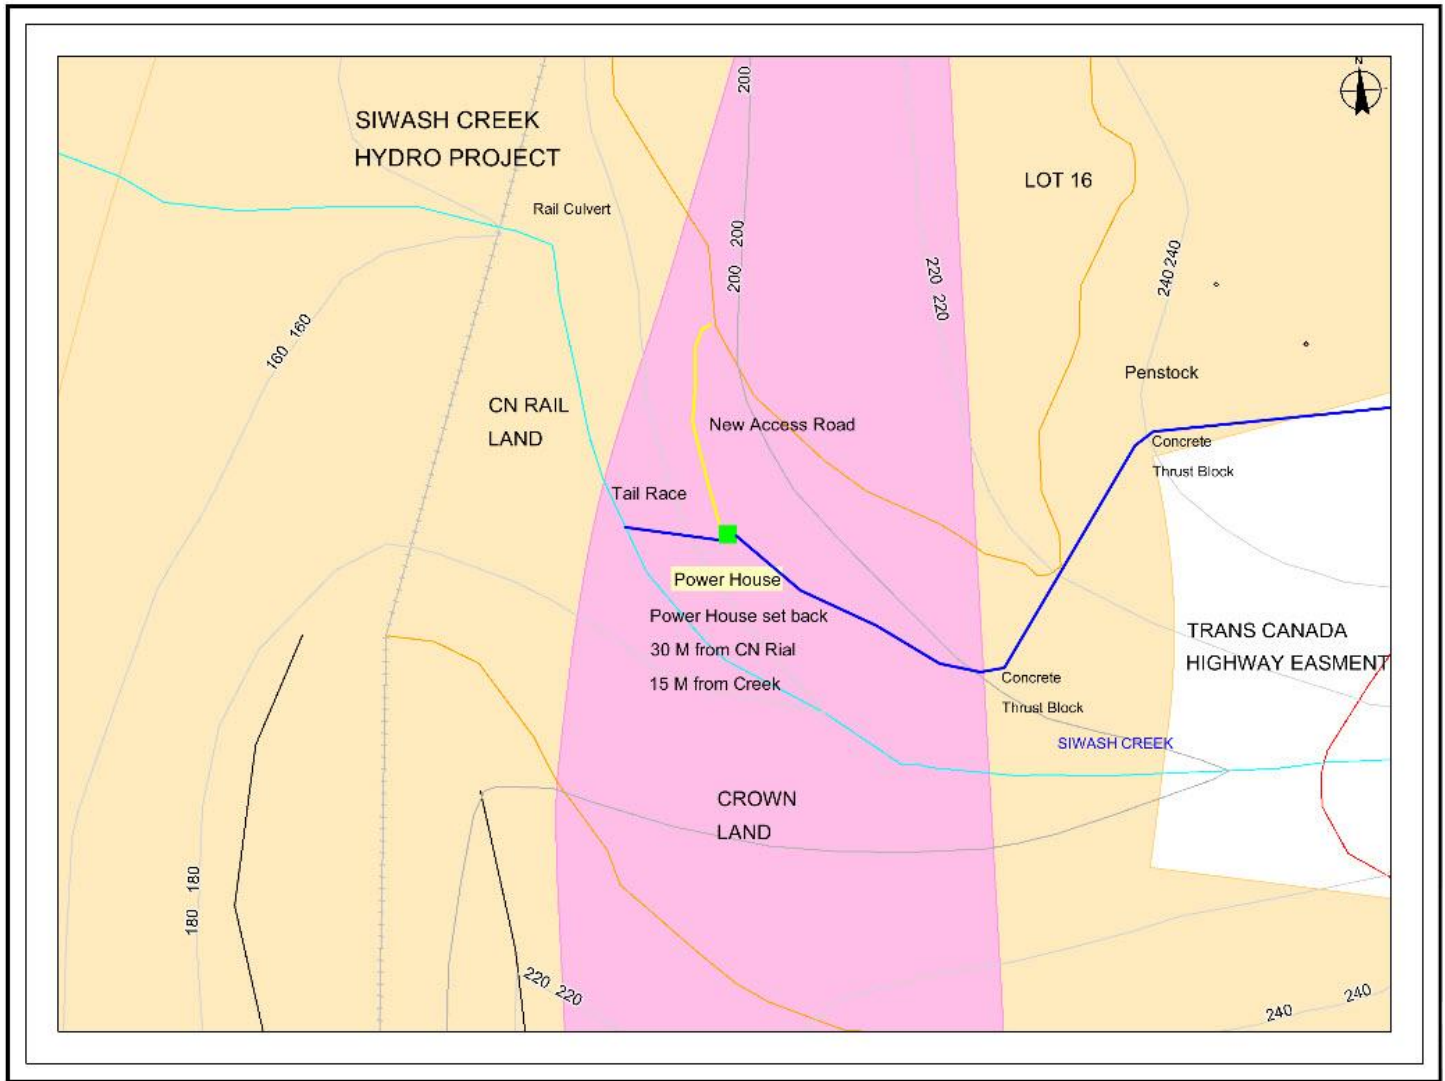 N
200
SIWASH CREEK
HYDRO PROJECT
LOT 16
Rail Culvert
200
200
220
220
240
240
160
160
Penstock
CN RAIL
LAND
New Access Road
Concrete
Thrust Block
Tail Race
Power House
Power House set back
30 M from CN Rial
15 M from Creek
TRANS CANADA
HIGHWAY EASMENT
Concrete
Thrust Block
SIWASH CREEK
CROWN
LAND
180
180
220
220
240
240